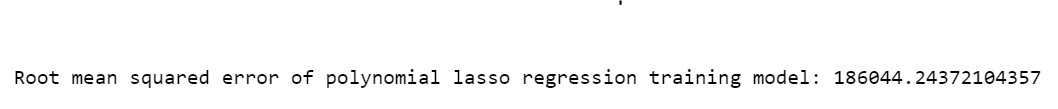 Root mean squared error of polynomial lasso regression training model: 186044.24372104357